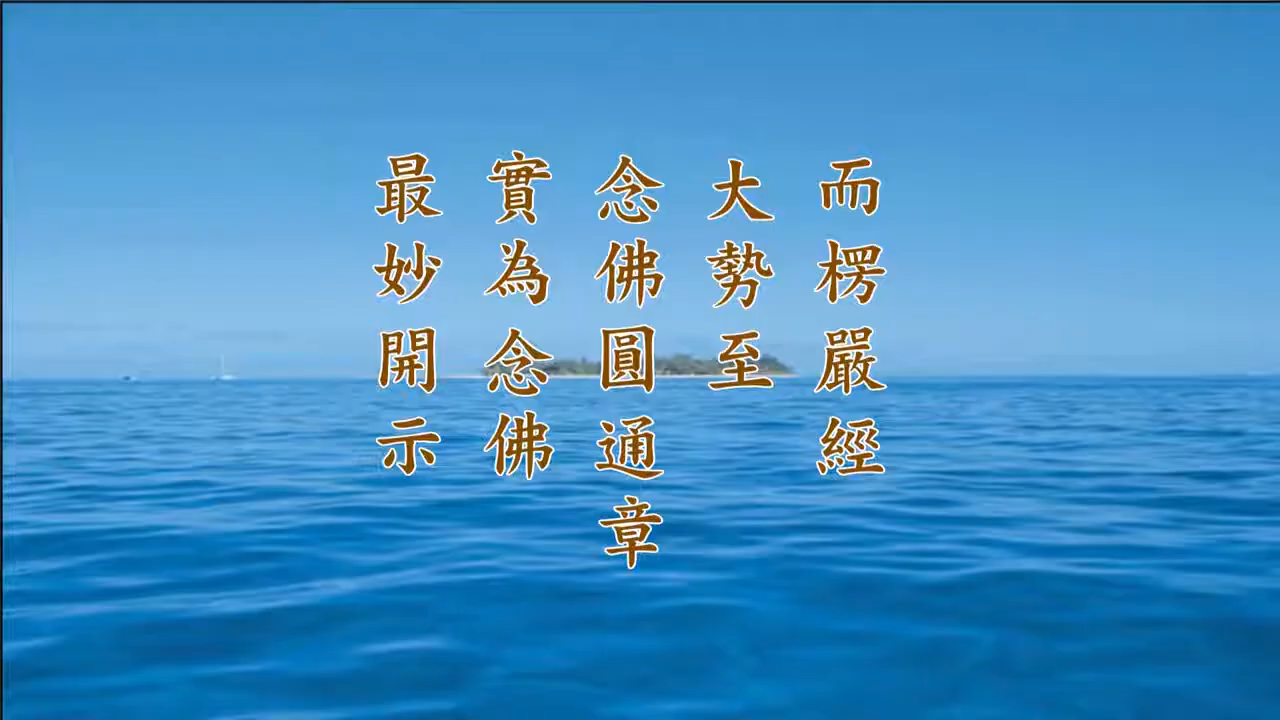 而楞嚴經
大勢至
念佛圓通章
實為念佛
最妙開示